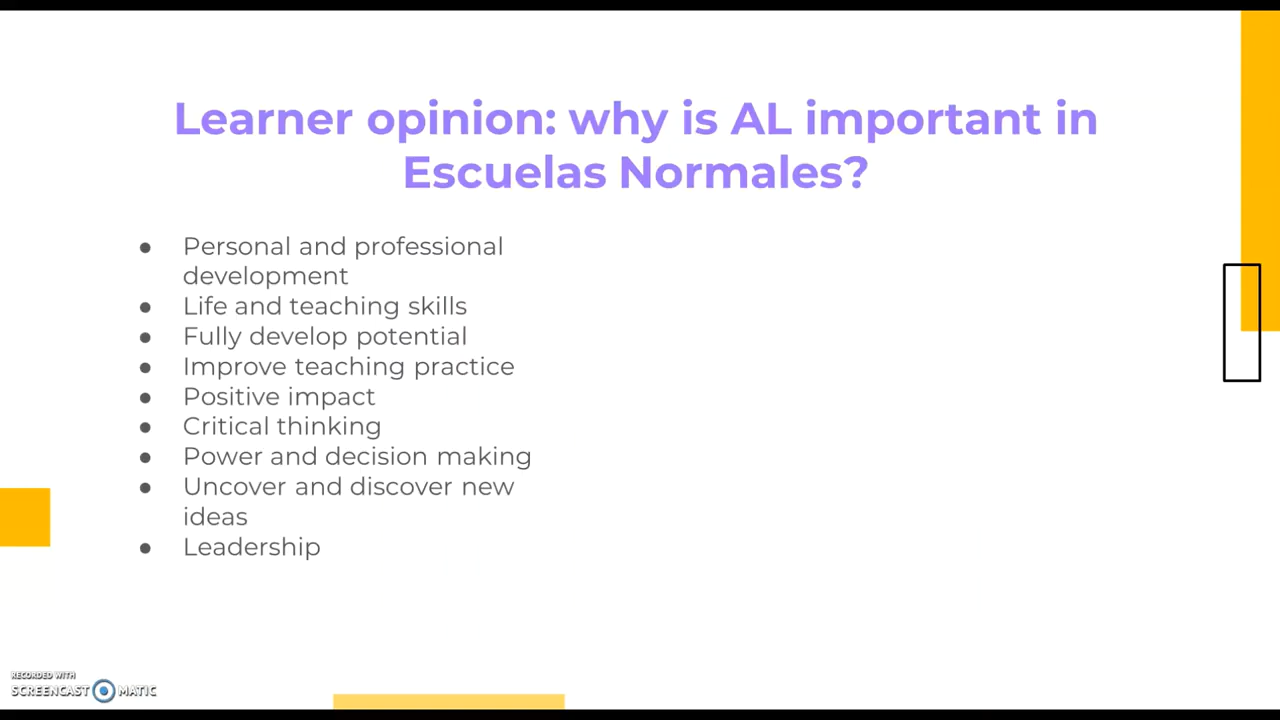 Learner opinion: why is AL important in
Escuelas Normales?
● Personal and professional
development
● Life and teaching skills
● Fully develop potential
● Improve teaching practice
● Positive impact
● Critical thinking
● Power and decision making
● Uncover and discover new
ideas
● Leadership
RECORDED WITH
SCREENCAST MATIC